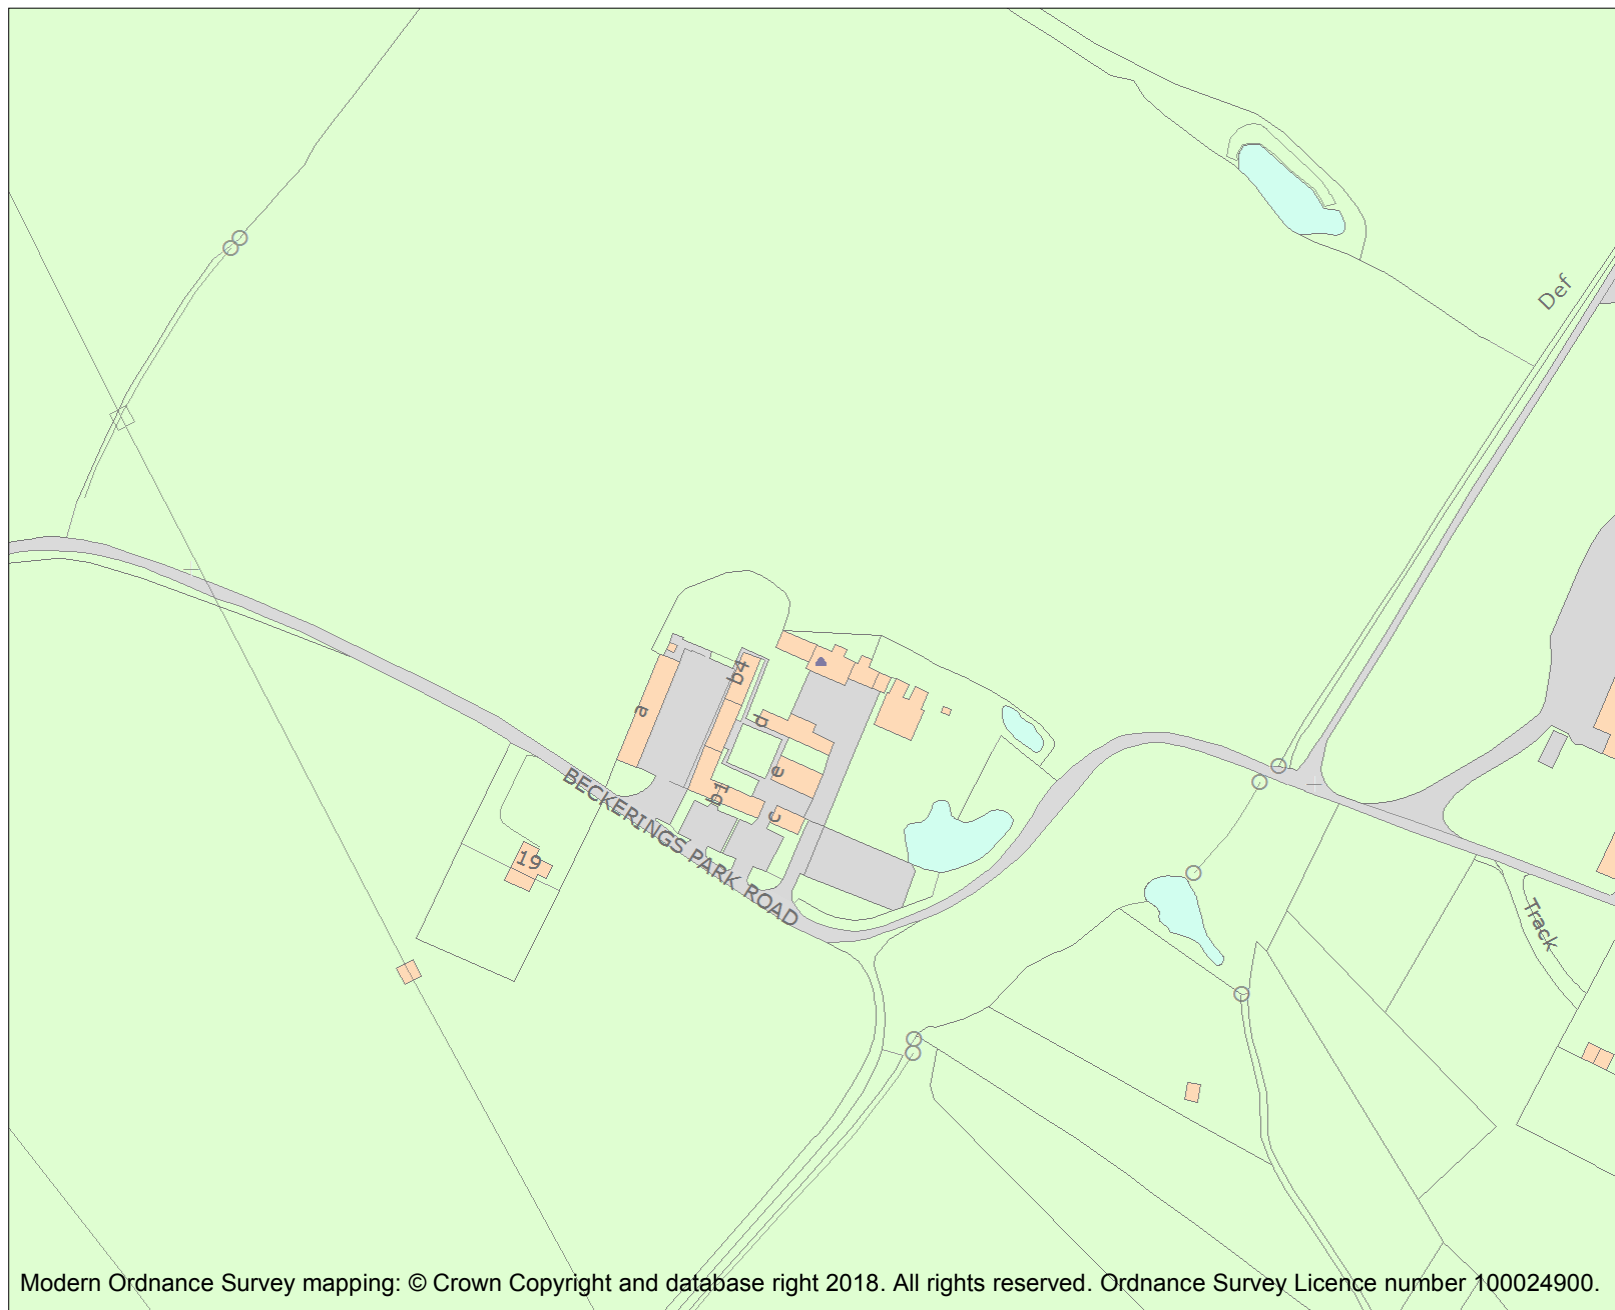 Def
b4
a
b
e
b1
c
BECKERINGS PARK ROAD
19
Track
Modern Ordnance Survey mapping: © Crown Copyright and database right 2018. All rights reserved. Ordnance Survey Licence number 100024900.